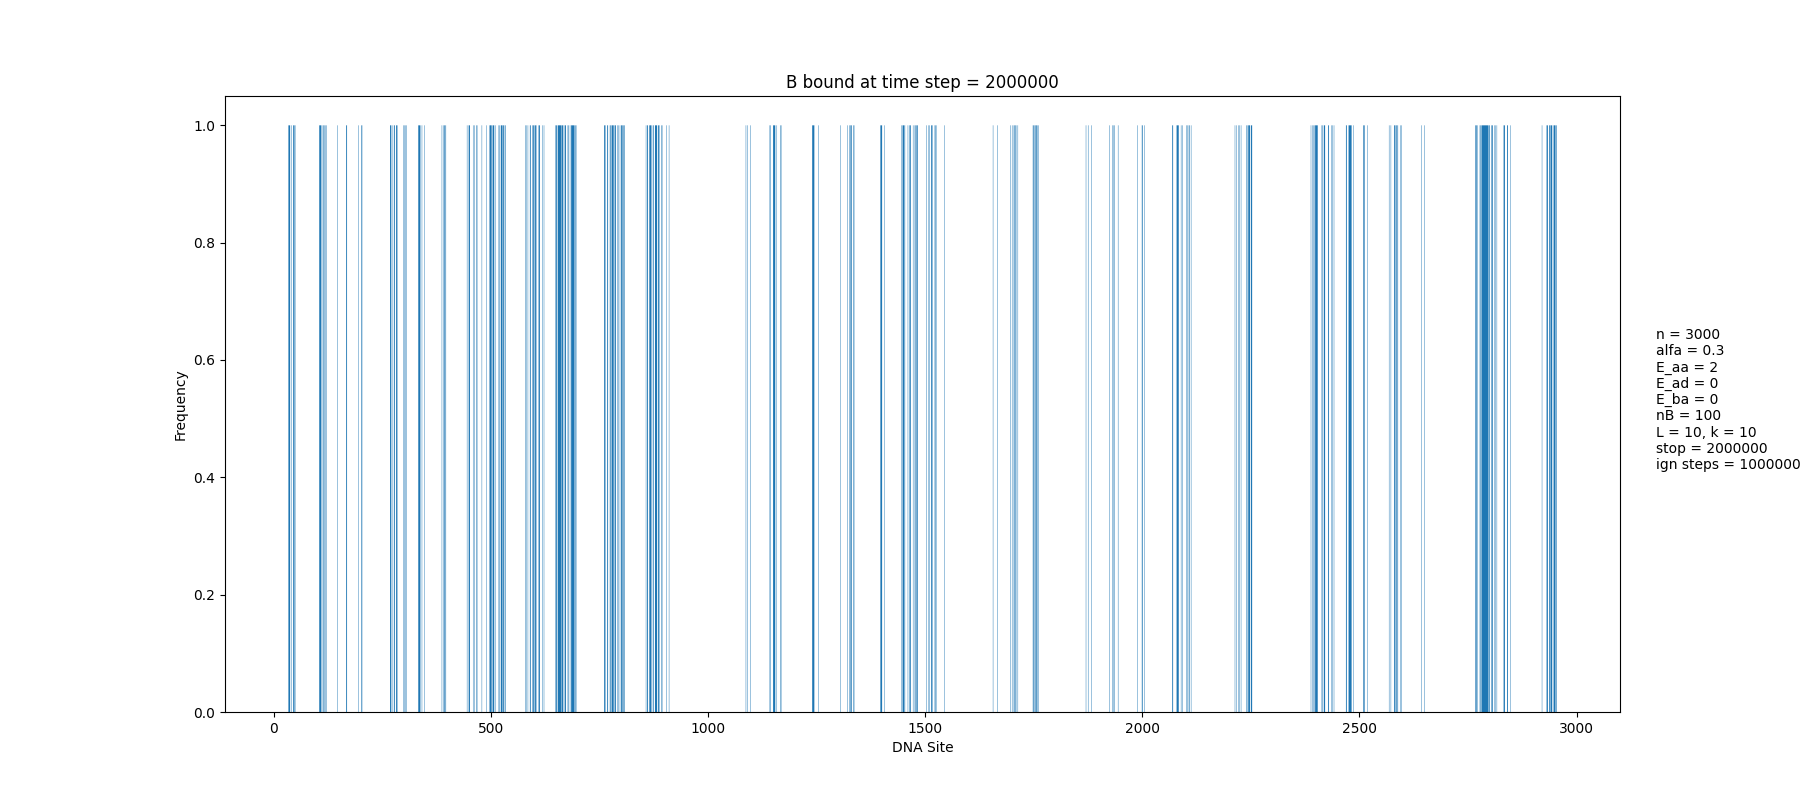 B bound at time step = 2000000
1.0
0.8
0.6
0.4
0.2
0.0
Frequency
0 500 1000 1500 2000 2500 3000
DNA Site
n = 3000
alfa = 0.3
E_aa = 2
E_ad = 0
E_ba = 0
nB = 100
L = 10, k = 10
stop = 2000000
ign steps = 1000000